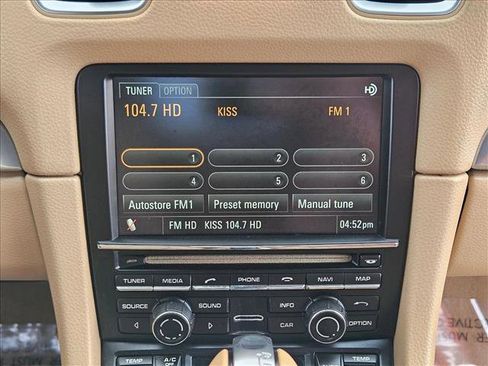 TUNER OPTION HD
104.7 HD KISS FM 1
1 2 3
4 5 6
Autostore FM1 Preset memory Manual tune
FM HD KISS 104.7 HD 04:52pm
TUNER MEDIA PHONE NAVI MAP
SOURCE SOUND INFO
CAR OPTION
TEMP A/C OFF TEMP